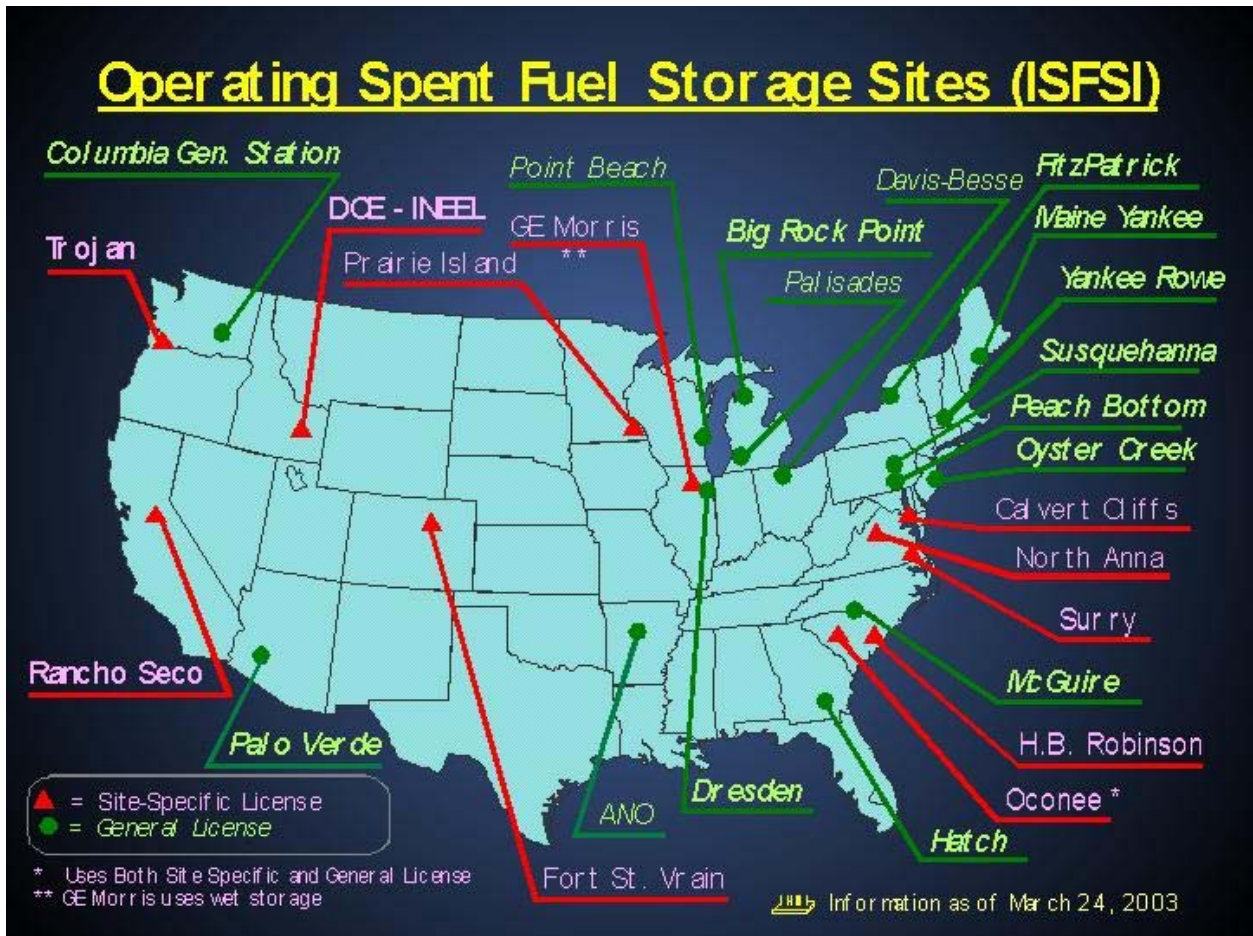 Operating Spent Fuel Storage Sites (ISFSI)
Columbia Gen. Station
Point Beach
Davis-Besse
FitzPatrick
DOE - INEEL
GE Morris
**
Big Rock Point
Maine Yankee
Trojan
Prairie Island
Palisades
Yankee Rowe
Susquehanna
Peach Bottom
Oyster Creek
Calvert Cliffs
North Anna
Surry
Rancho Seco
McGuire
Palo Verde
H.B. Robinson
Dresden
Oconee *
ANO
Hatch
Fort St. Vrain
= Site-Specific License
= General License
* Uses Both Site Specific and General License
** GE Morris uses wet storage
Information as of March 24, 2003